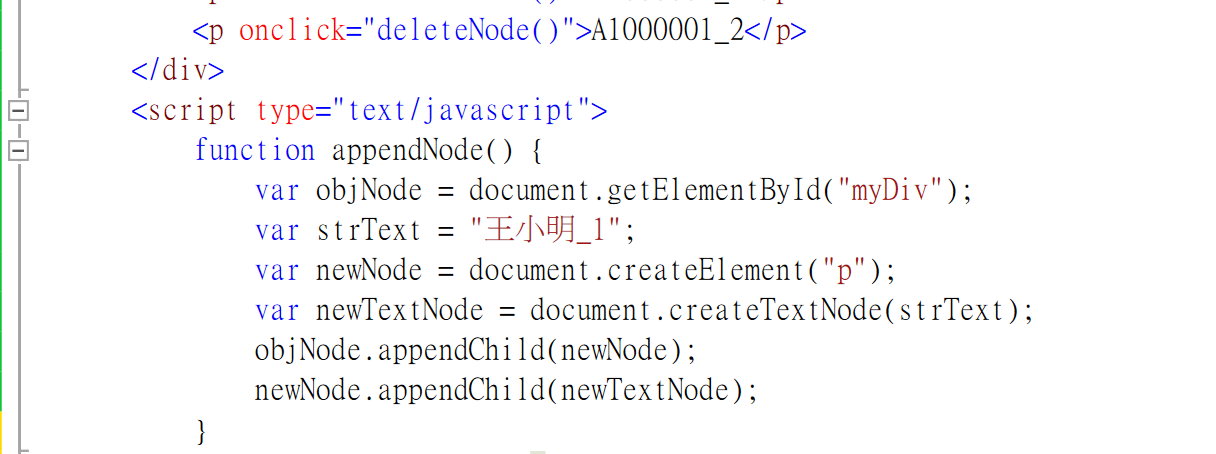 <p onclick="deleteNode()">A1000001_2</p>
</div>
<script type="text/javascript">
function appendNode() {
var objNode = document.getElementById("myDiv");
var strText = "王小明_1";
var newNode = document.createElement("p");
var newTextNode = document.createTextNode(strText);
objNode.appendChild(newNode);
newNode.appendChild(newTextNode);
}